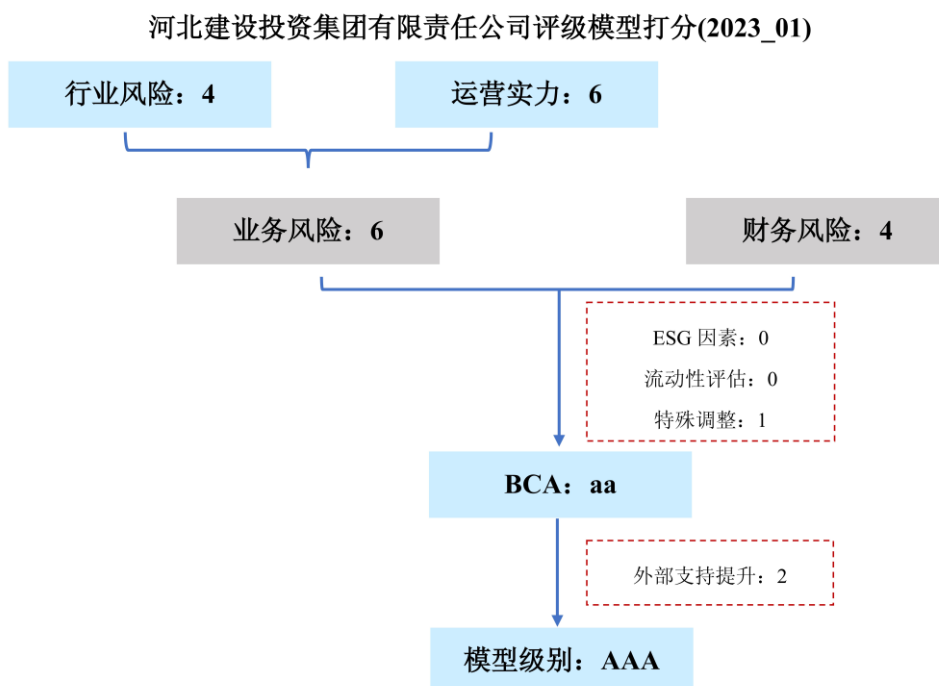 河北建设投资集团有限责任公司评级模型打分(2023_01)
行业风险：4
运营实力：6
业务风险：6
财务风险：4
ESG 因素：0
流动性评估：0
特殊调整：1
BCA：aa
外部支持提升：2
模型级别：AAA